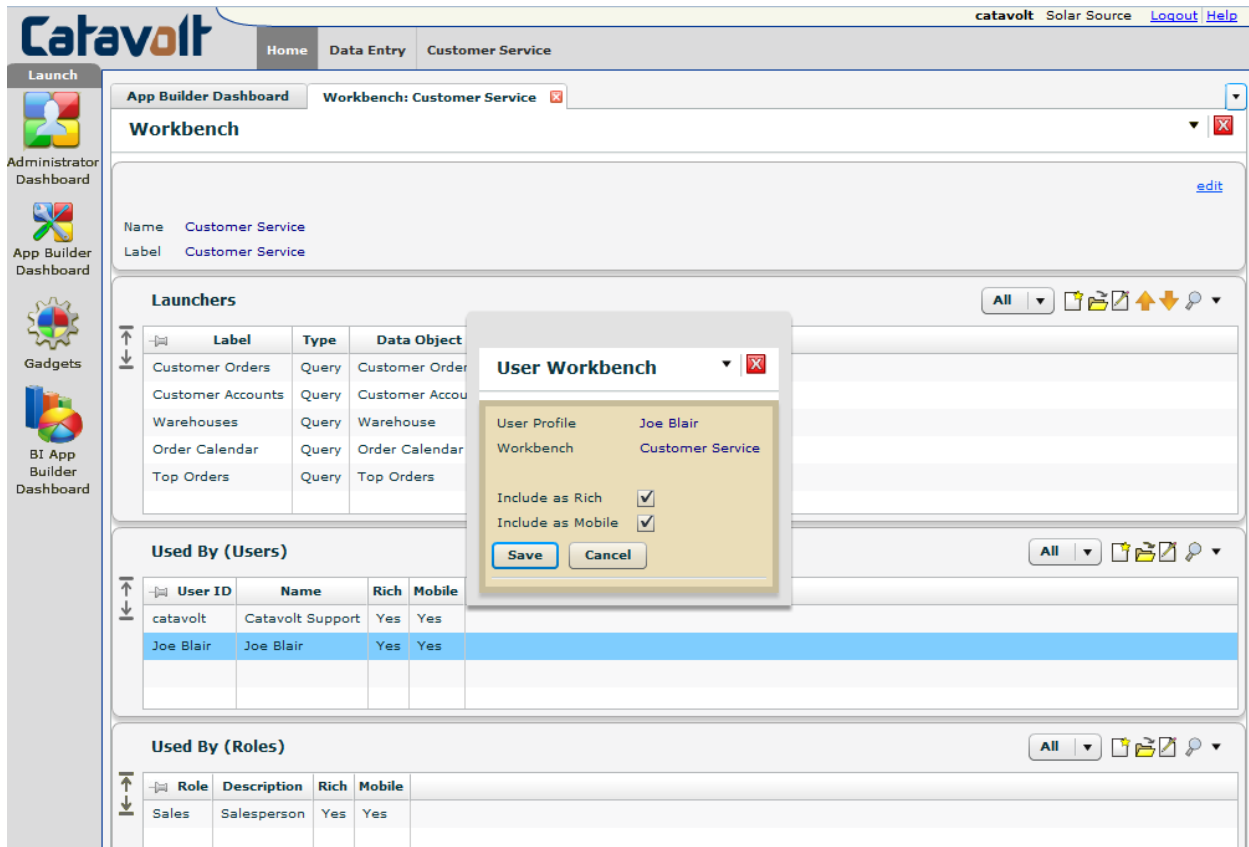 catavolt Solar Source Logout Help
Catavolt
Home Data Entry Customer Service
Launch
Administrator
Dashboard
App Builder
Dashboard
Gadgets
BI App
Builder
Dashboard
App Builder Dashboard Workbench: Customer Service
Workbench
edit
Name Customer Service
Label Customer Service
Launchers All
Label Type Data Object
Customer Orders Query Customer Order
Customer Accounts Query Customer Accou
Warehouses Query Warehouse
Order Calendar Query Order Calendar
Top Orders Query Top Orders
User Workbench
User Profile Joe Blair
Workbench Customer Service
Include as Rich
Include as Mobile
Save Cancel
Used By (Users) All
User ID Name Rich Mobile
catavolt Catavolt Support Yes Yes
Joe Blair Joe Blair Yes Yes
Used By (Roles) All
Role Description Rich Mobile
Sales Salesperson Yes Yes